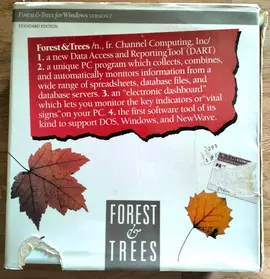 Forest & Trees for Windows VERSION 2
STANDARD EDITION
Forest & Trees /n., fr. Channel Computing, Inc/
1. a new Data Access and Reporting Tool (DART)
2. a unique PC program which collects, combines,
and automatically monitors information from a
wide range of spreadsheets, database files, and
database servers. 3. an "electronic dashboard"
which lets you monitor the key indicators or "vital
signs" on your PC. 4. the first software tool of its
kind to support DOS, Windows, and NewWave.
FOREST
&
TREES